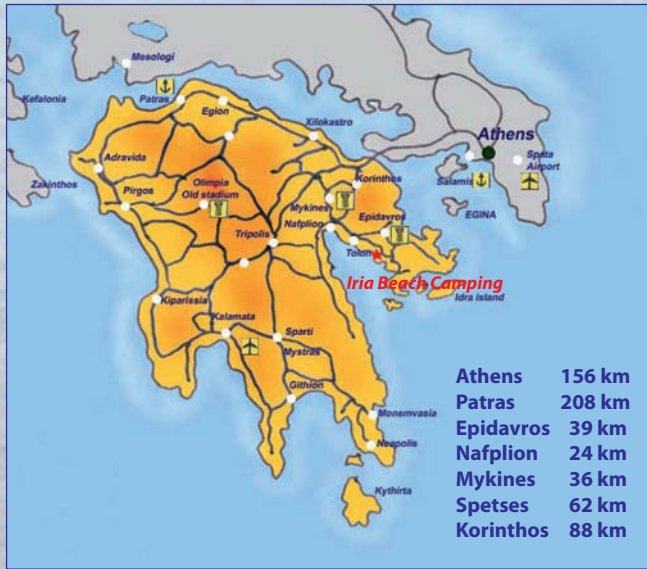 Mesologi
Kefalonia
Patras
Egion
Xilokastro
Athens
Spata
Airport
Adravida
Salamis
Zakinthos
Pirgos
Olimpia
Old stadium
Korinthos
Mykines
EGINA
Nafplion
Epidavros
Tripolis
Tolon
Iria Beach Camping
Idra island
Kiparissia
Kalamata
Sparti
Mystras
Githion
Monemvasia
Neapolis
Kythirta
Athens 156 km
Patras 208 km
Epidavros 39 km
Nafplion 24 km
Mykines 36 km
Spetses 62 km
Korinthos 88 km